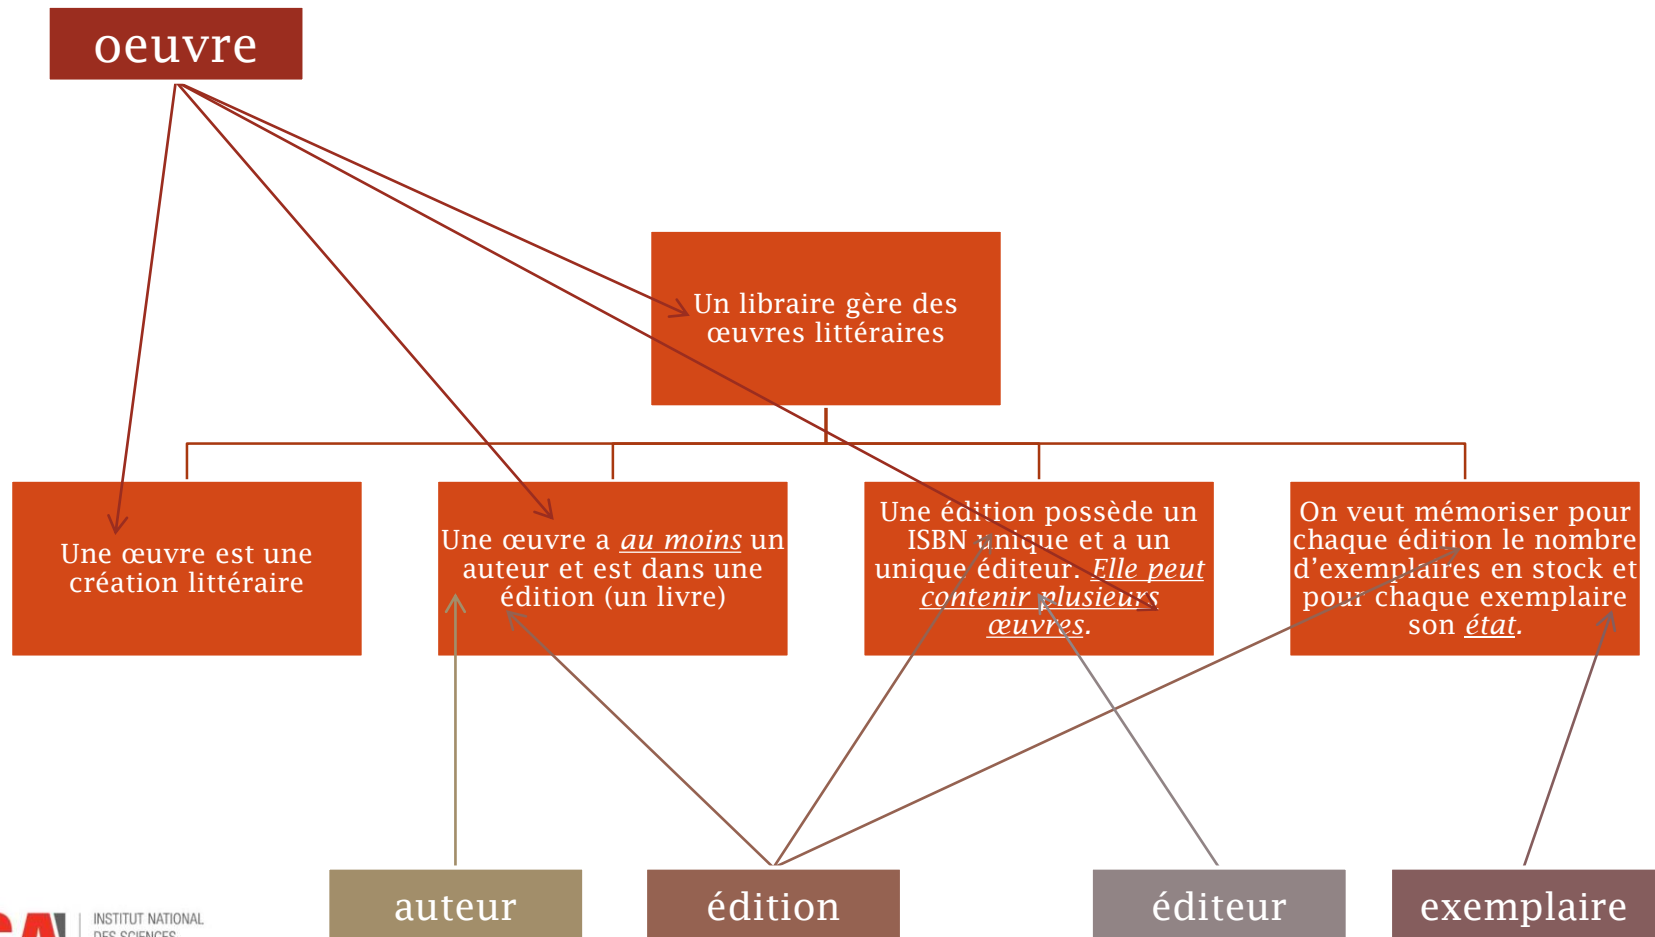 oeuvre
Un libraire gère des
œuvres littéraires
Une œuvre est une
création littéraire
Une œuvre a au moins un
auteur et est dans une
édition (un livre)
Une édition possède un
ISBN unique et a un
unique éditeur. Elle peut
contenir plusieurs
œuvres.
On veut mémoriser pour
chaque édition le nombre
d’exemplaires en stock et
pour chaque exemplaire
son état.
auteur
édition
éditeur
exemplaire
INSTITUT NATIONAL
DES SCIENCES